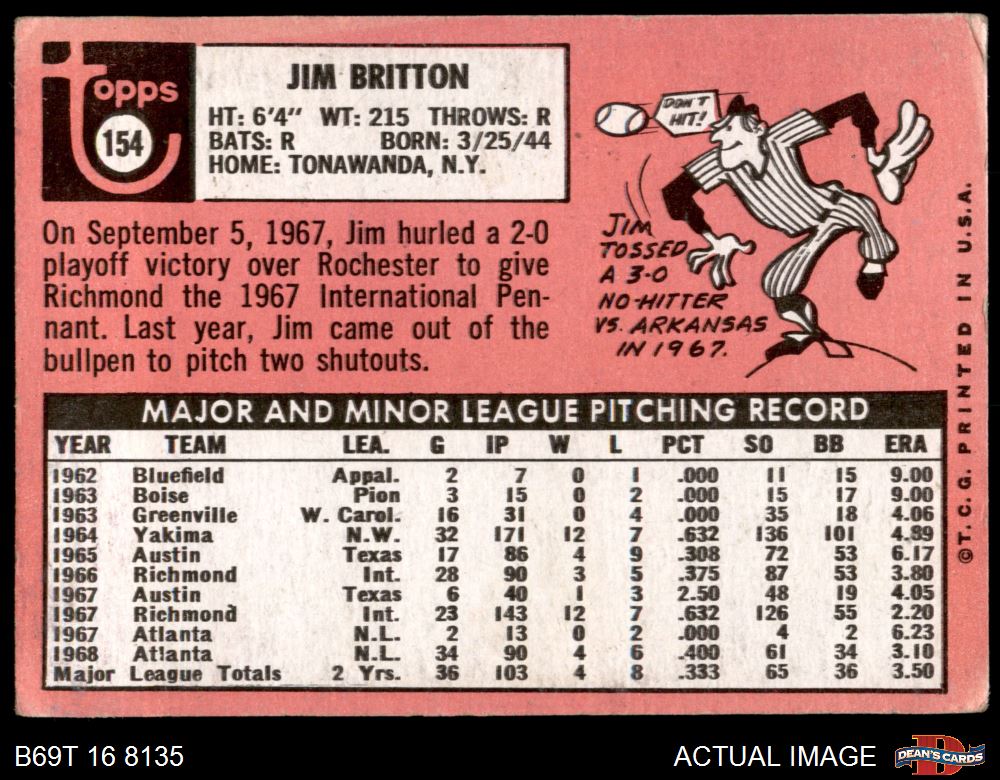 topps
154
JIM BRITTON
HT: 6'4" WT: 215 THROWS: R
BATS: R BORN: 3/25/44
HOME: TONAWANDA, N.Y.
On September 5, 1967, Jim hurled a 2-0
playoff victory over Rochester to give
Richmond the 1967 International Pen-
nant. Last year, Jim came out of the
bullpen to pitch two shutouts.
DON'T
HIT!
JIM
TOSSED
A 3-0
NO-HITTER
VS. ARKANSAS
IN 1967.
MAJOR AND MINOR LEAGUE PITCHING RECORD
YEAR TEAM LEA. G IP W L PCT SO BB ERA
1962 Bluefield Appal. 2 7 0 1 .000 11 15 9.00
1963 Boise Pion 3 15 0 2 .000 15 17 9.00
1963 Greenville W. Carol. 16 31 0 4 .000 35 18 4.06
1964 Yakima N.W. 32 171 12 7 .632 136 101 4.89
1965 Austin Texas 17 86 4 9 .308 72 53 6.17
1966 Richmond Int. 28 90 3 5 .375 87 53 3.80
1967 Austin Texas 6 40 1 3 2.50 48 19 4.05
1967 Richmond Int. 23 143 12 7 .632 126 55 2.20
1967 Atlanta N.L. 2 13 0 2 .000 4 2 6.23
1968 Atlanta N.L. 34 90 4 6 .400 61 34 3.10
Major League Totals 2 Yrs. 36 103 4 8 .333 65 36 3.50
©T.C.G. PRINTED IN U.S.A.
B69T 16 8135
ACTUAL IMAGE
DEAN'S CARDS